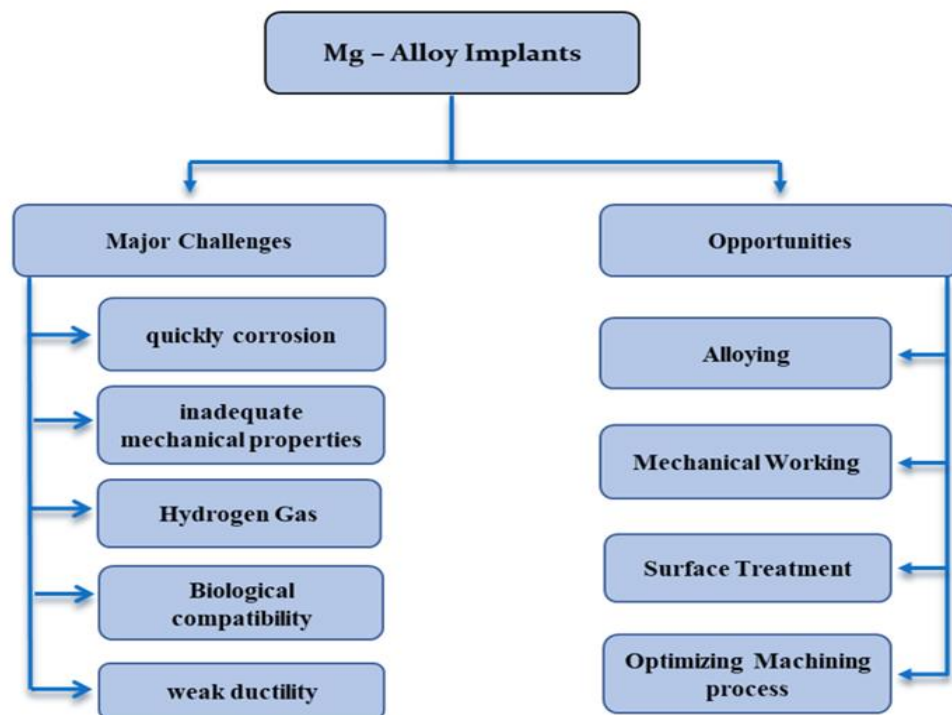 Mg – Alloy Implants
Major Challenges
quickly corrosion
inadequate
mechanical properties
Hydrogen Gas
Biological
compatibility
weak ductility
Opportunities
Alloying
Mechanical Working
Surface Treatment
Optimizing Machining
process